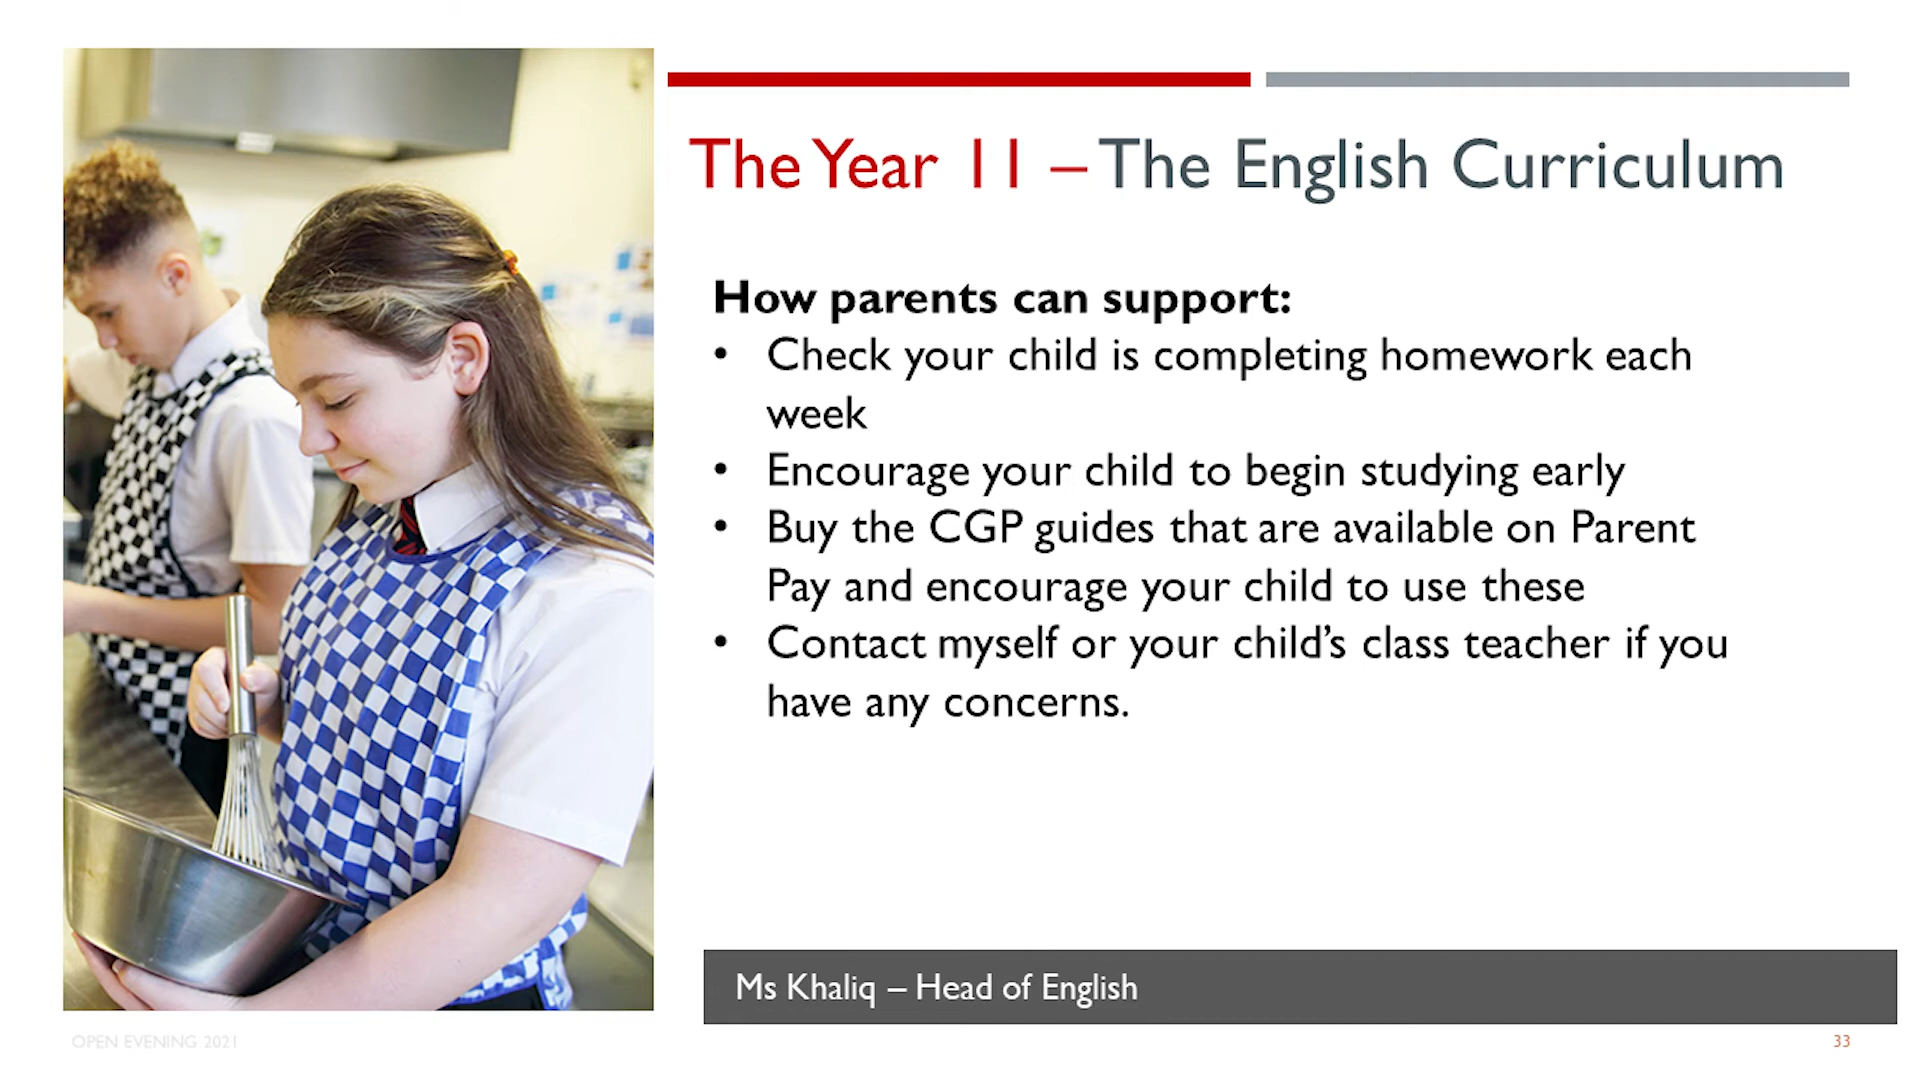 The Year 11 – The English Curriculum
How parents can support:
• Check your child is completing homework each
week
• Encourage your child to begin studying early
• Buy the CGP guides that are available on Parent
Pay and encourage your child to use these
• Contact myself or your child’s class teacher if you
have any concerns.
Ms Khaliq – Head of English
OPEN EVENING 2021
33